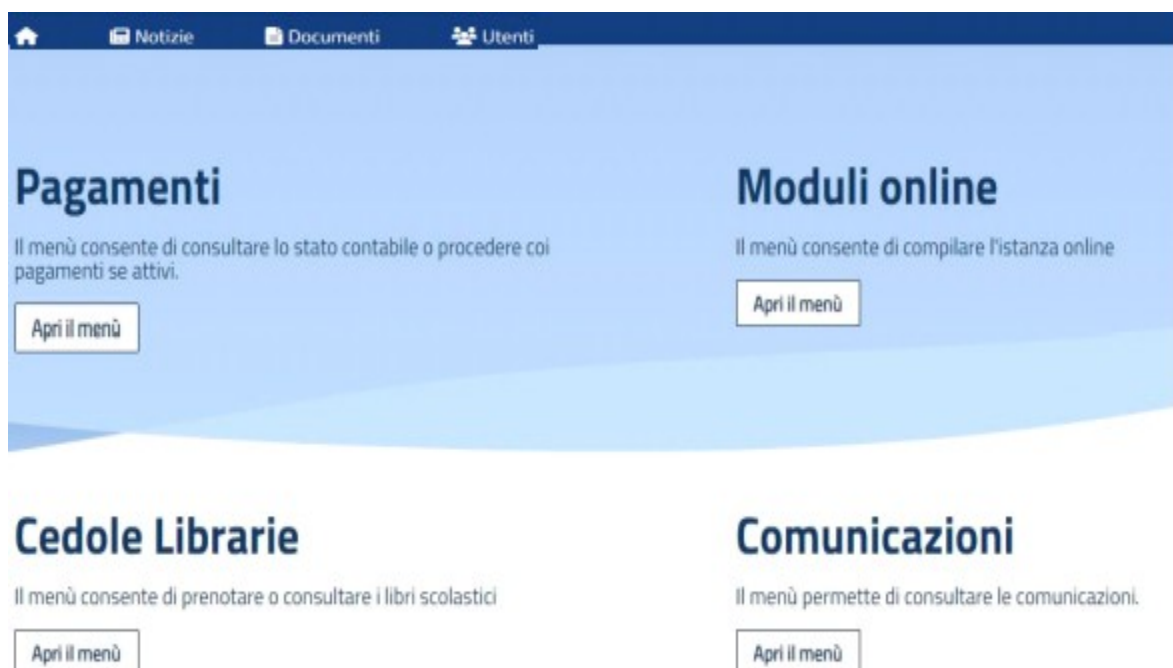 Notizie Documenti Utenti
Pagamenti
Il menù consente di consultare lo stato contabile o procedere coi
pagamenti se attivi.
Apri il menù
Moduli online
Il menù consente di compilare l'istanza online
Apri il menù
Cedole Librarie
Il menù consente di prenotare o consultare i libri scolastici
Apri il menù
Comunicazioni
Il menù permette di consultare le comunicazioni.
Apri il menù